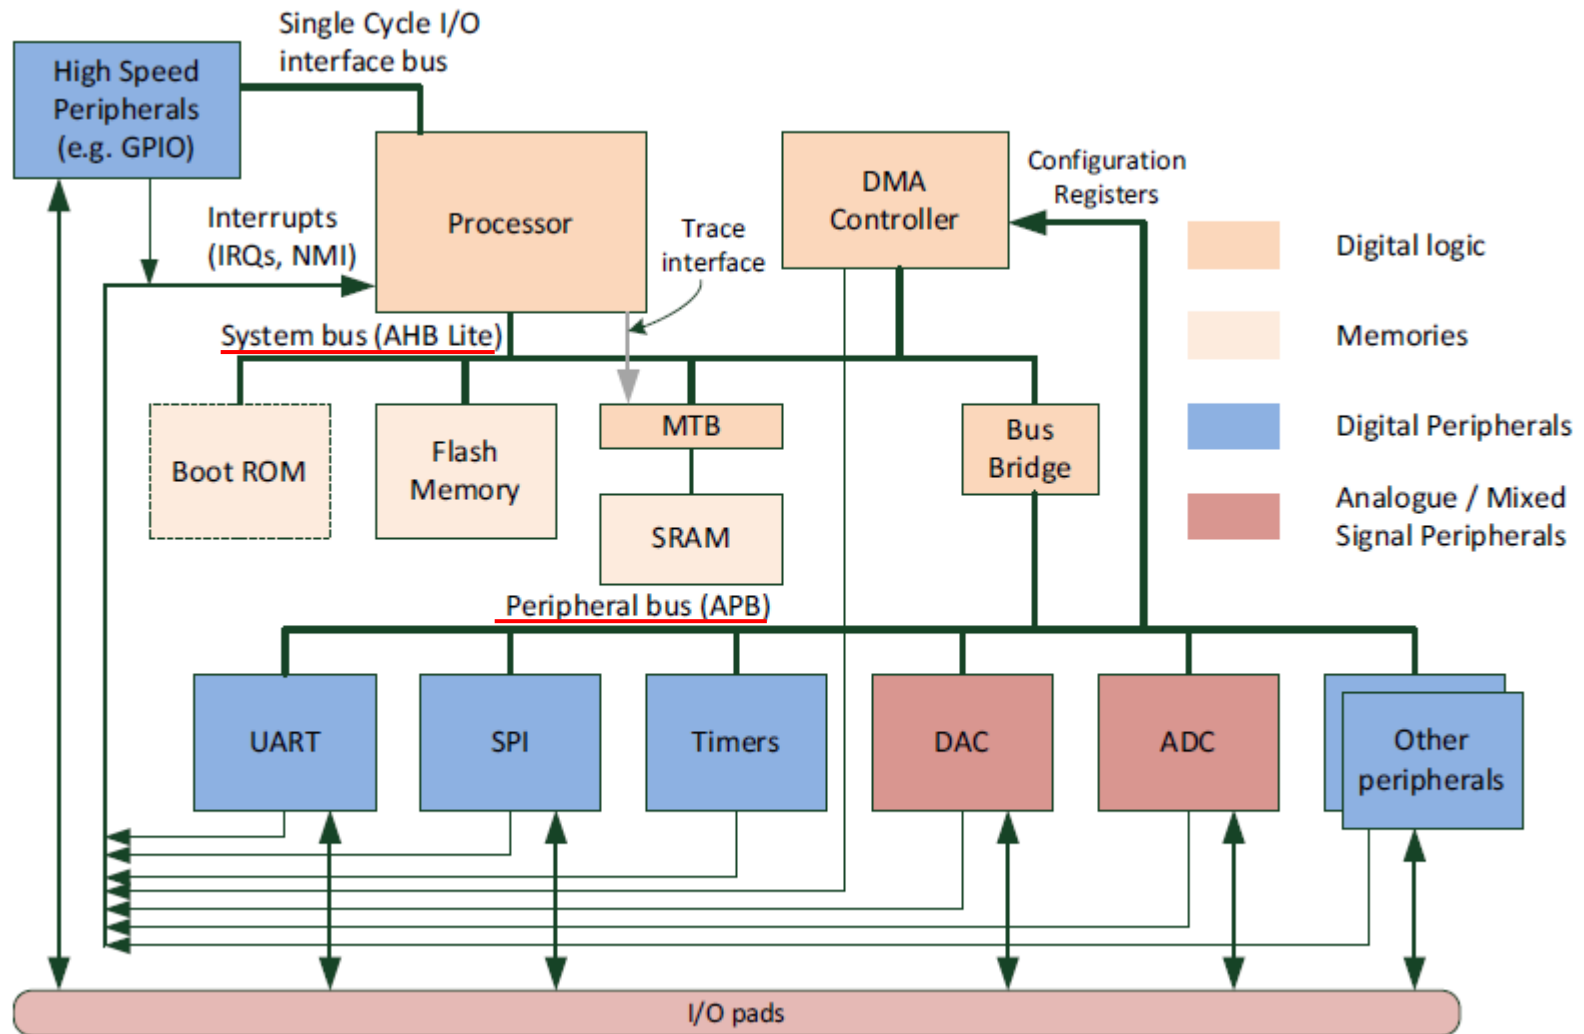 Single Cycle I/O
interface bus
High Speed
Peripherals
(e.g. GPIO)
Processor
DMA
Controller
Configuration
Registers
Interrupts
(IRQs, NMI)
Trace
interface
Digital logic
System bus (AHB Lite)
Memories
Boot ROM
Flash
Memory
MTB
SRAM
Bus
Bridge
Digital Peripherals
Analogue / Mixed
Signal Peripherals
Peripheral bus (APB)
UART
SPI
Timers
DAC
ADC
Other
peripherals
I/O pads